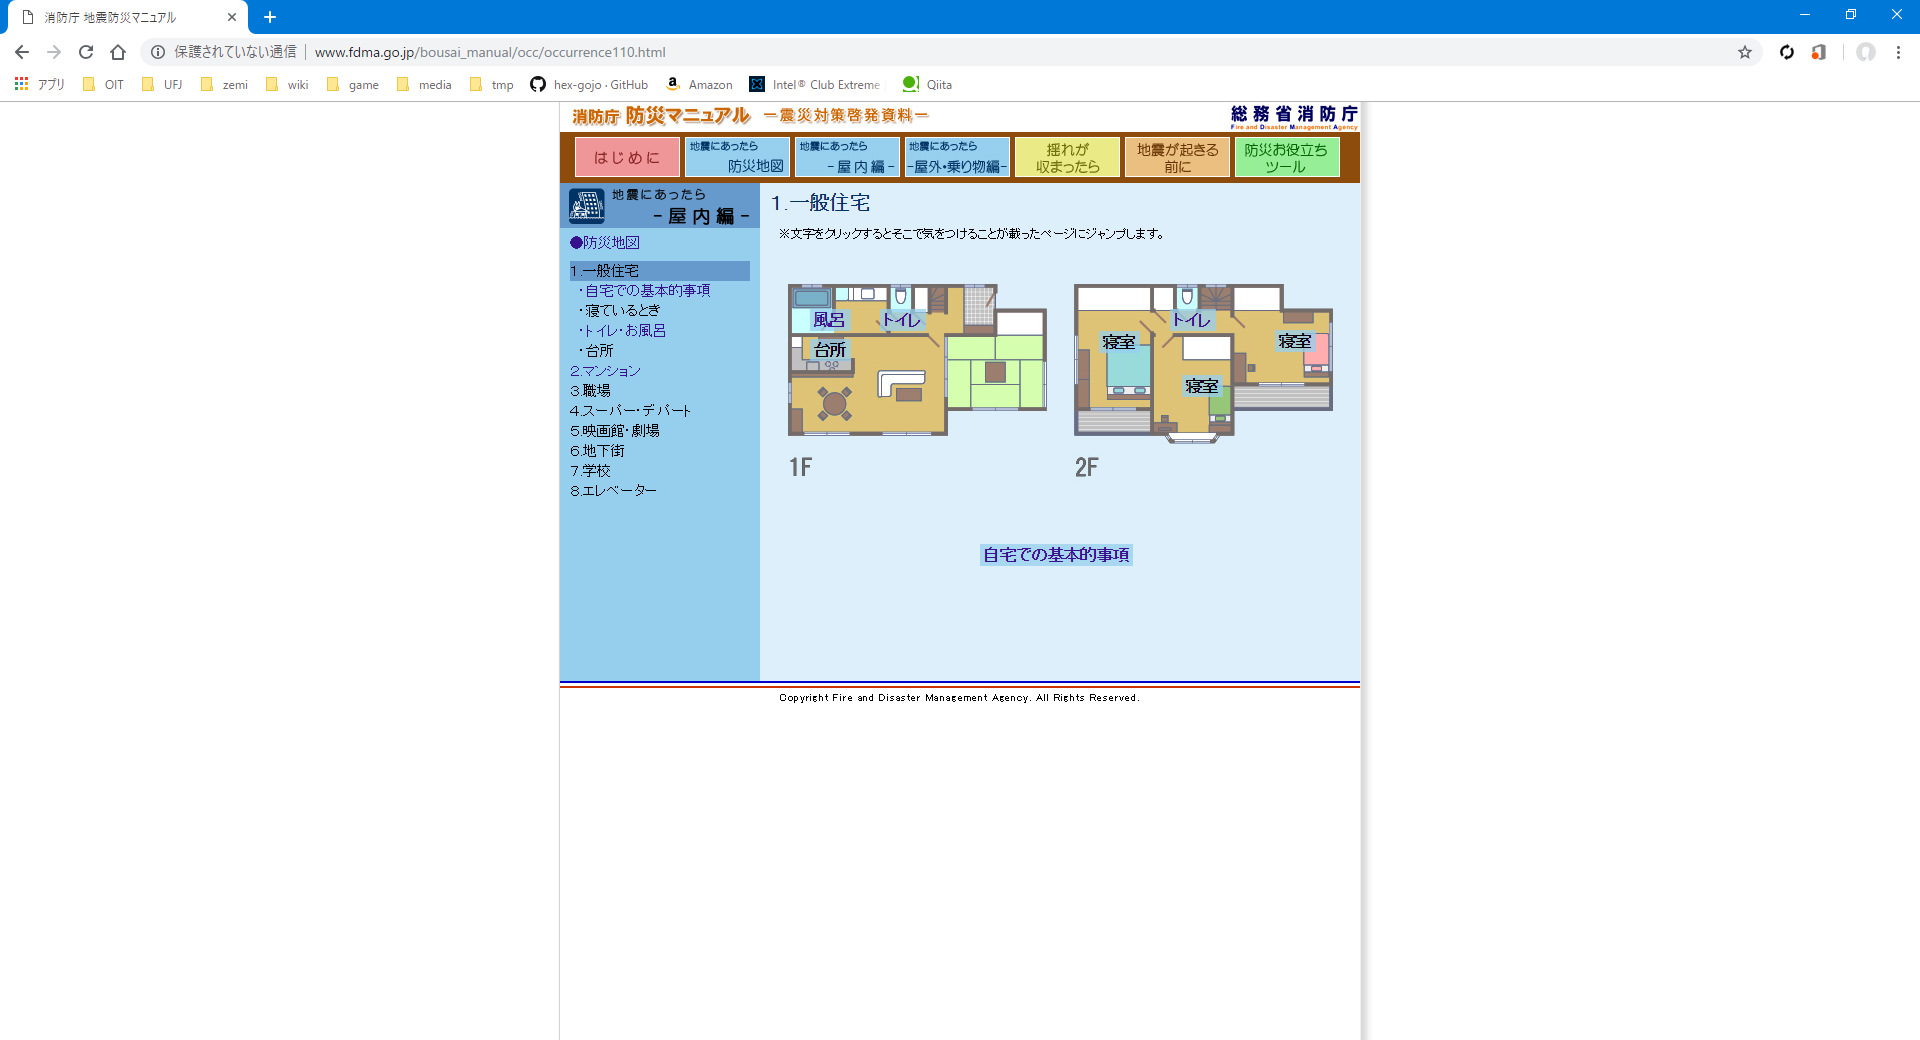 消防庁 地震防災マニュアル
保護されていない通信 www.fdma.go.jp/bousai_manual/occ/occurrence110.html
アプリ OIT UFJ zemi wiki game media tmp hex-gojo · GitHub Amazon Intel® Club Extreme Qiita
消防庁 防災マニュアル ー震災対策啓発資料ー
総務省消防庁
Fire and Disaster Management Agency
はじめに
地震にあったら
防災地図
地震にあったら
-屋内編-
地震にあったら
-屋外・乗り物編-
揺れが
収まったら
地震が起きる
前に
防災お役立ち
ツール
地震にあったら
-屋内編-
●防災地図
1.一般住宅
・自宅での基本的事項
・寝ているとき
・トイレ・お風呂
・台所
2.マンション
3.職場
4.スーパー・デパート
5.映画館・劇場
6.地下街
7.学校
8.エレベーター
1.一般住宅
※文字をクリックするとそこで気をつけることが載ったページにジャンプします。
風呂
トイレ
台所
1F
トイレ
寝室
寝室
寝室
2F
自宅での基本的事項
Copyright Fire and Disaster Management Agency. All Rights Reserved.